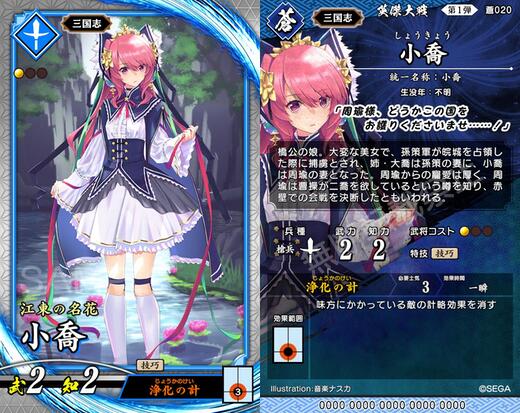 三国志
江東の名花
小喬
技巧
武2 知2
じょうかのけい
浄化の計
3
蒼
三国志
英傑大戦
第1弾
蒼020
しょうきょう
小喬
統一名称：小喬
生没年：不明
「周瑜様、どうかこの国を
お護りくださいませ……！」
橋公の娘。大変な美女で、孫策軍が皖城を占領し
た際に捕虜とされ、姉・大喬は孫策の妻に、小喬
は周瑜の妻となった。周瑜からの寵愛は厚く、周
瑜は曹操が二喬を欲しているという噂を知り、赤
壁での会戦を決断したともいわれる。
兵種 武力 知力 武将コスト
槍兵 2 2
特技 技巧
じょうかのけい 必要士気 効果時間
浄化の計 3 一瞬
味方にかかっている敵の計略効果を消す
効果範囲
Illustration:音楽ナスカ
©SEGA
0000 0000 0000 0000 0000